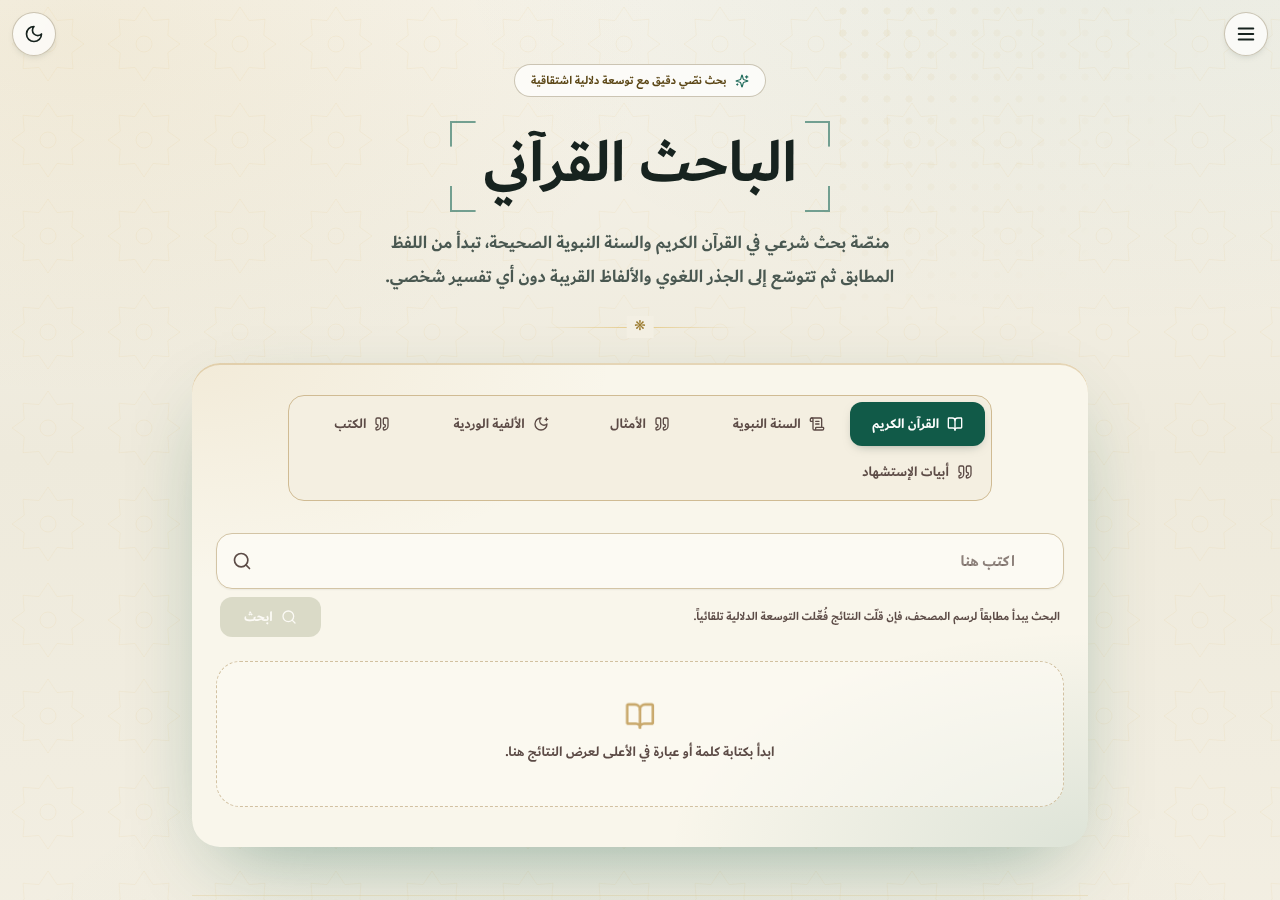 بحث نصّي دقيق مع توسعة دلالية اشتقاقية
الباحث القرآني
منصّة بحث شرعي في القرآن الكريم والسنة النبوية الصحيحة، تبدأ من اللفظ
المطابق ثم تتوسّع إلى الجذر اللغوي والألفاظ القريبة دون أي تفسير شخصي.
القرآن الكريم
السنة النبوية
الأمثال
الألفية الوردية
الكتب
أبيات الإستشهاد
اكتب هنا
البحث يبدأ مطابقاً لرسم المصحف، فإن قلّت النتائج فُعِّلت التوسعة الدلالية تلقائياً.
ابحث
ابدأ بكتابة كلمة أو عبارة في الأعلى لعرض النتائج هنا.